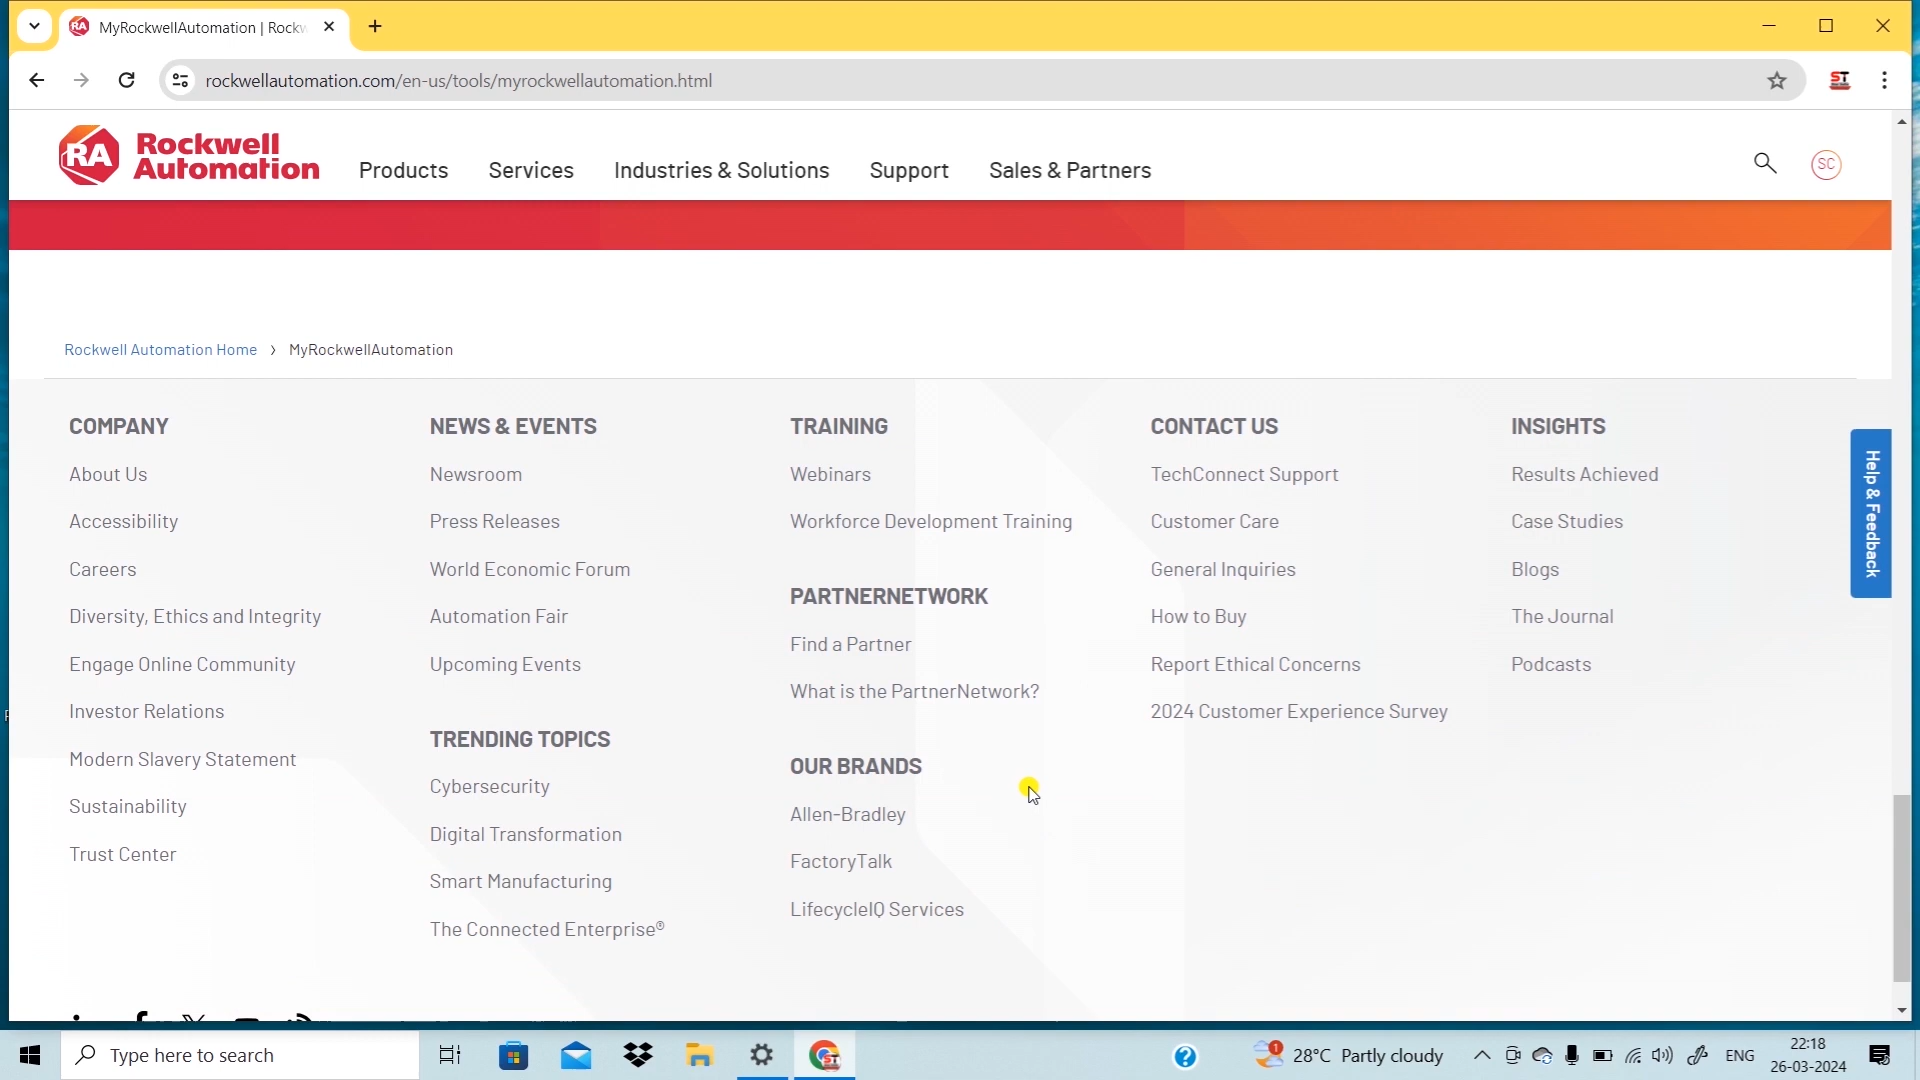 MyRockwellAutomation | Rockw
rockwellautomation.com/en-us/tools/myrockwellautomation.html
ST
RA Rockwell Automation
Products Services Industries & Solutions Support Sales & Partners
SC
Rockwell Automation Home › MyRockwellAutomation
COMPANY
About Us
Accessibility
Careers
Diversity, Ethics and Integrity
Engage Online Community
Investor Relations
Modern Slavery Statement
Sustainability
Trust Center
NEWS & EVENTS
Newsroom
Press Releases
World Economic Forum
Automation Fair
Upcoming Events
TRENDING TOPICS
Cybersecurity
Digital Transformation
Smart Manufacturing
The Connected Enterprise®
TRAINING
Webinars
Workforce Development Training
PARTNERNETWORK
Find a Partner
What is the PartnerNetwork?
OUR BRANDS
Allen-Bradley
FactoryTalk
LifecycleIQ Services
CONTACT US
TechConnect Support
Customer Care
General Inquiries
How to Buy
Report Ethical Concerns
2024 Customer Experience Survey
INSIGHTS
Results Achieved
Case Studies
Blogs
The Journal
Podcasts
Help & Feedback
Type here to search
1
28°C Partly cloudy
ENG
22:18
26-03-2024